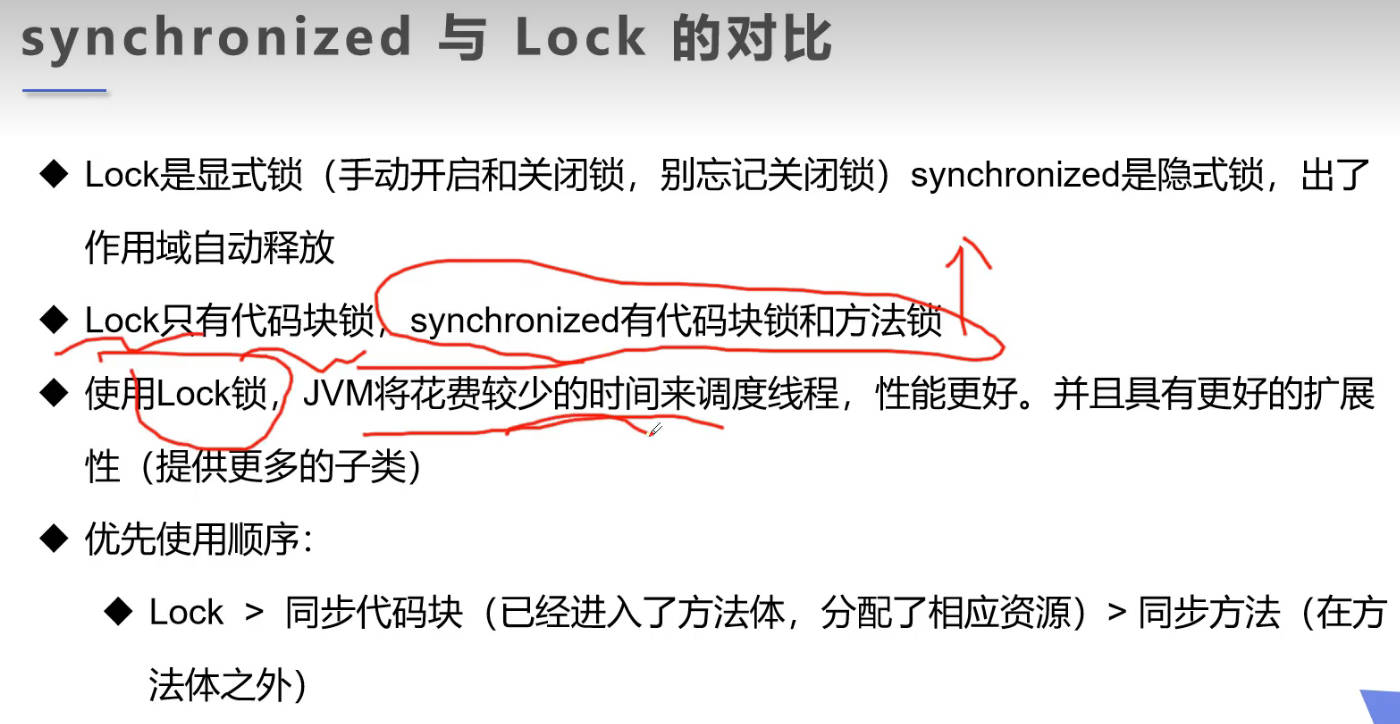 synchronized 与 Lock 的对比
Lock是显式锁（手动开启和关闭锁，别忘记关闭锁）synchronized是隐式锁，出了
作用域自动释放
Lock只有代码块锁，synchronized有代码块锁和方法锁
使用Lock锁，JVM将花费较少的时间来调度线程，性能更好。并且具有更好的扩展
性（提供更多的子类）
优先使用顺序：
Lock > 同步代码块（已经进入了方法体，分配了相应资源）> 同步方法（在方
法体之外）